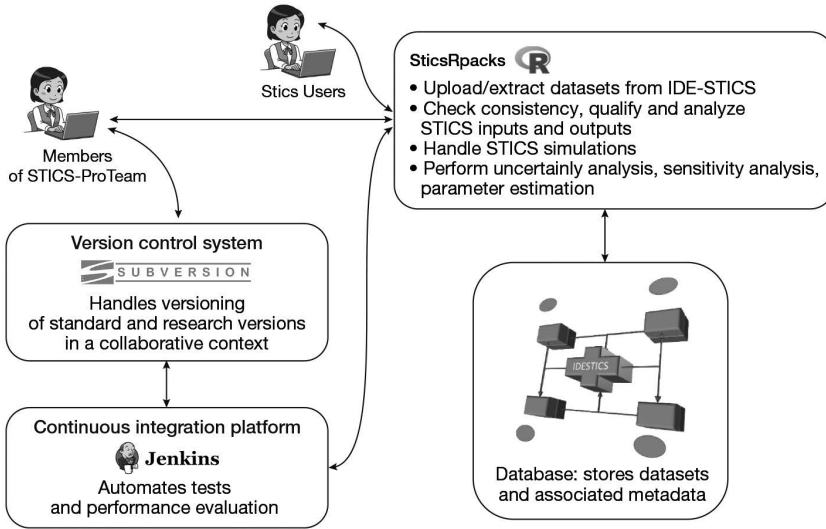 Stics Users
Members
of STICS-ProTeam
SticsRpacks R
• Upload/extract datasets from IDE-STICS
• Check consistency, qualify and analyze
STICS inputs and outputs
• Handle STICS simulations
• Perform uncertainly analysis, sensitivity analysis,
parameter estimation
Version control system
SUBVERSION
Handles versioning
of standard and research versions
in a collaborative context
Continuous integration platform
Jenkins
Automates tests
and performance evaluation
IDESTICS
Database: stores datasets
and associated metadata